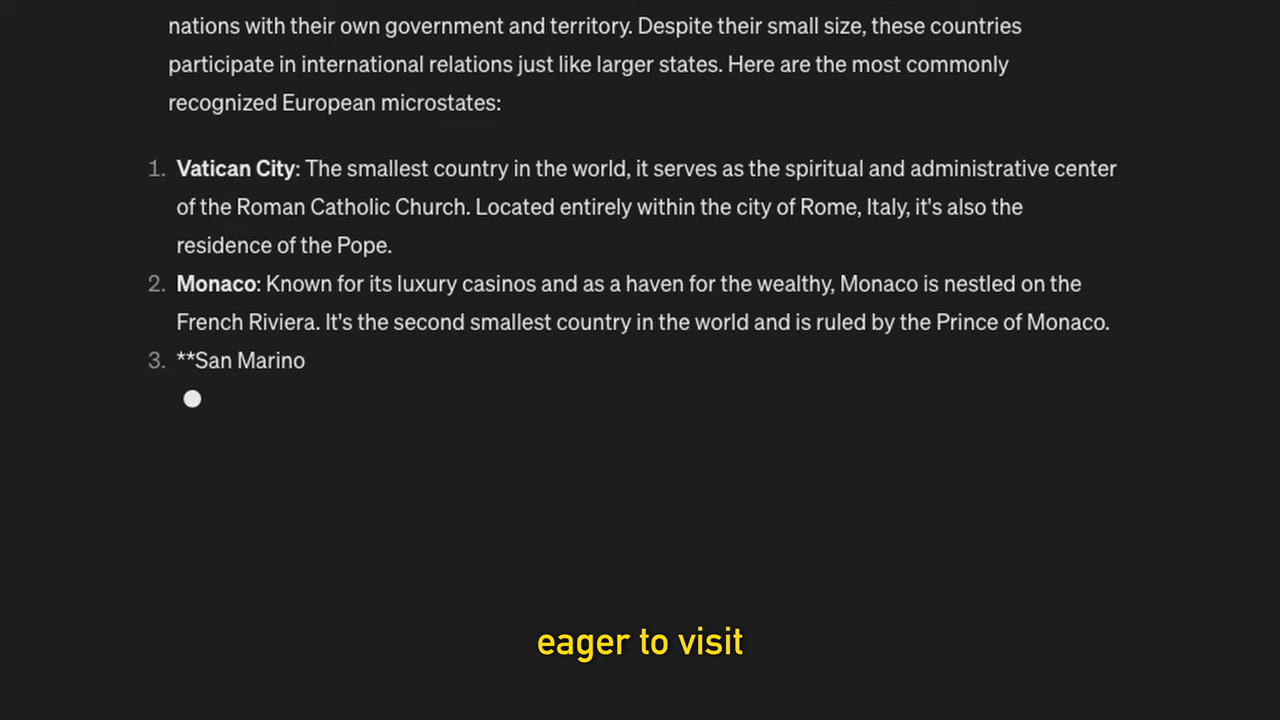 nations with their own government and territory. Despite their small size, these countries
participate in international relations just like larger states. Here are the most commonly
recognized European microstates:
1. Vatican City: The smallest country in the world, it serves as the spiritual and administrative center
of the Roman Catholic Church. Located entirely within the city of Rome, Italy, it's also the
residence of the Pope.
2. Monaco: Known for its luxury casinos and as a haven for the wealthy, Monaco is nestled on the
French Riviera. It's the second smallest country in the world and is ruled by the Prince of Monaco.
3. **San Marino
eager to visit